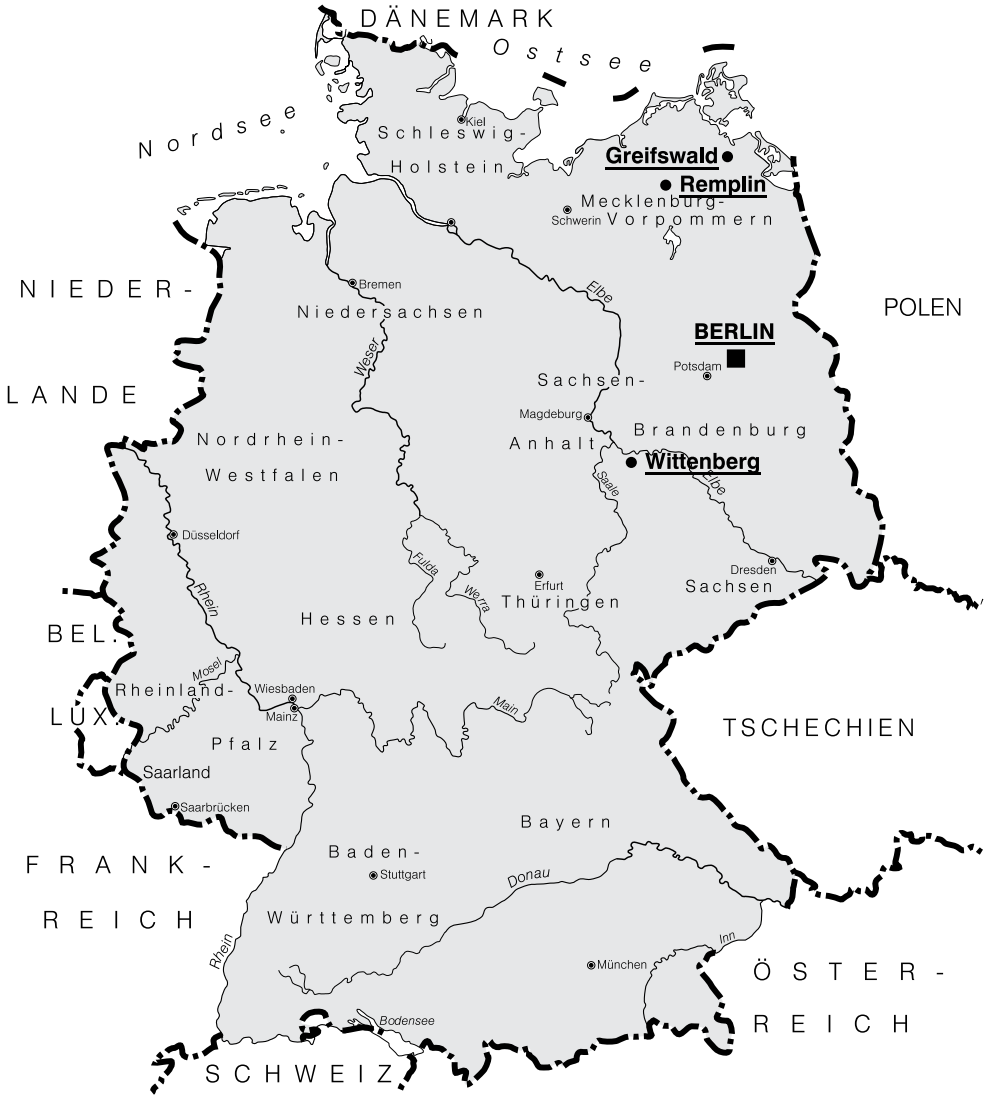 DÄNEMARK
Ostsee
Nordsee
Kiel
Schleswig-
Holstein
Greifswald
Remplin
Mecklenburg-
Schwerin
Vorpommern
NIEDER-
LANDE
Bremen
Elbe
Niedersachsen
POLEN
BERLIN
Weser
Potsdam
Sachsen-
Magdeburg
Anhalt
Brandenburg
Nordrhein-
Westfalen
Wittenberg
Saale
Elbe
Düsseldorf
Fulda
Erfurt
Dresden
Sachsen
Rhein
Werra
Thüringen
Hessen
BEL.
Mosel
Rheinland-
Wiesbaden
Mainz
Main
LUX.
TSCHECHIEN
Pfalz
Saarland
Saarbrücken
Bayern
FRANK-
REICH
Baden-
Stuttgart
Donau
Württemberg
Rhein
Inn
München
ÖSTER-
REICH
Bodensee
SCHWEIZ